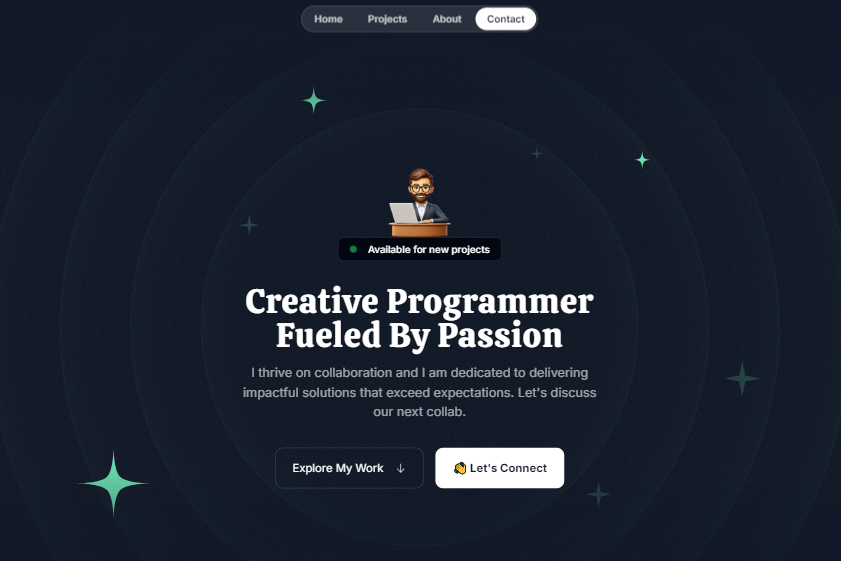 Home Projects About Contact
Available for new projects
Creative Programmer
Fueled By Passion
I thrive on collaboration and I am dedicated to delivering
impactful solutions that exceed expectations. Let's discuss
our next collab.
Explore My Work ↓ 👏 Let's Connect